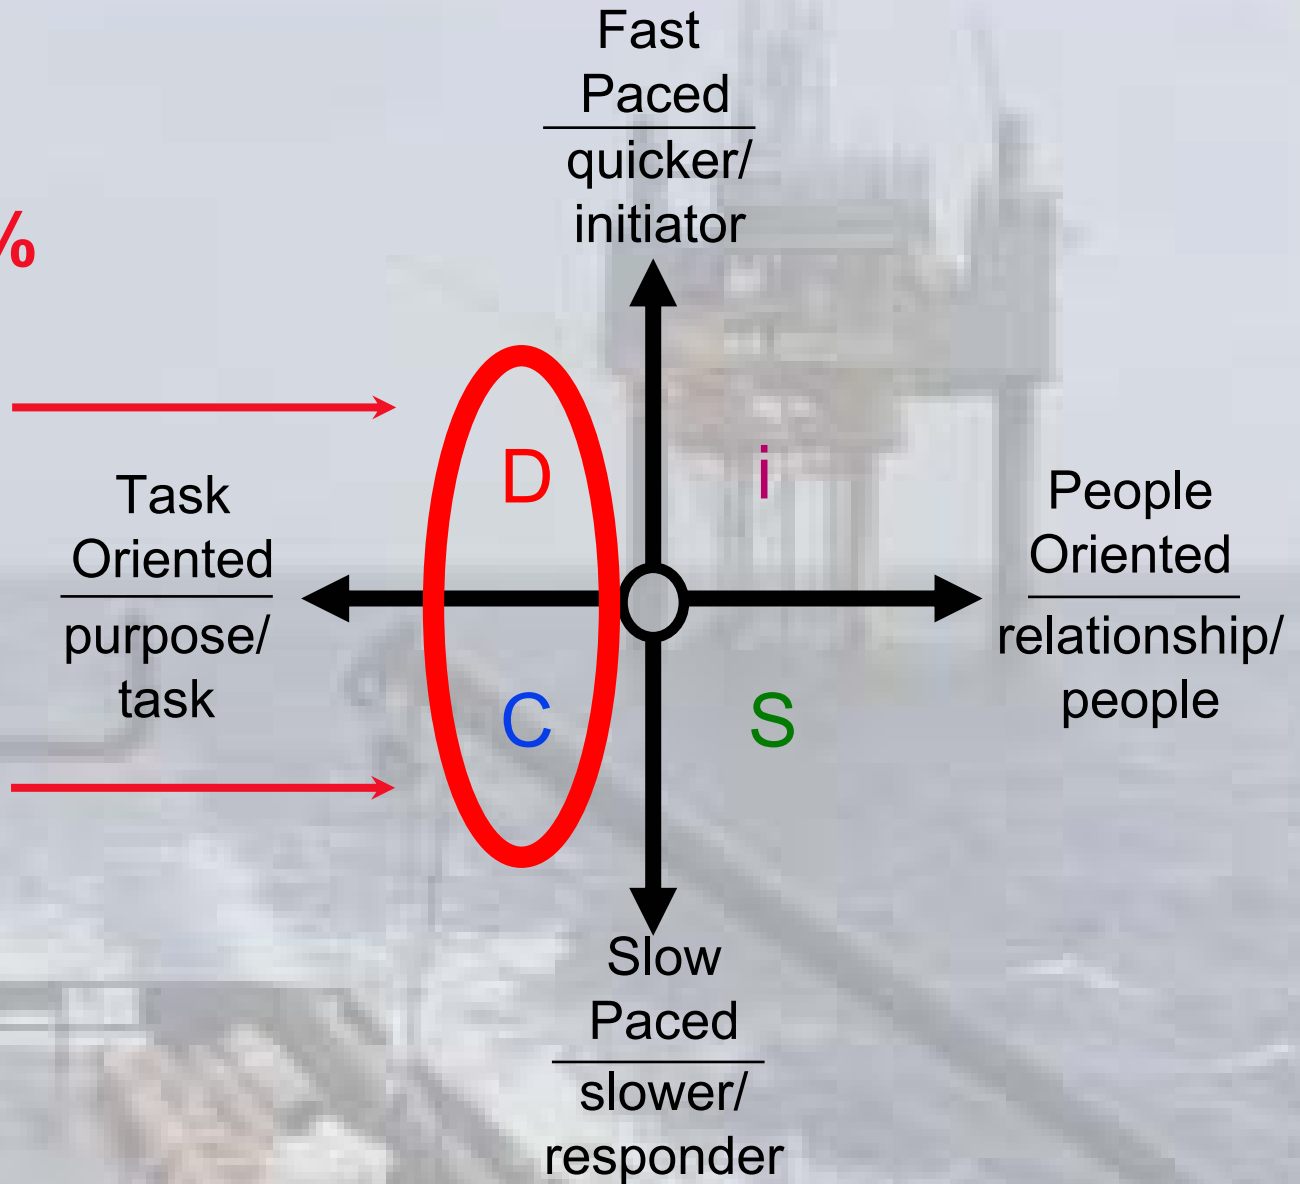 Fast
Paced
quicker/
initiator
%
D
i
Task
Oriented
purpose/
task
People
Oriented
relationship/
people
C
S
Slow
Paced
slower/
responder